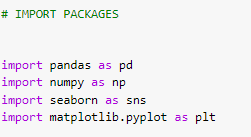 # IMPORT PACKAGES
import pandas as pd
import numpy as np
import seaborn as sns
import matplotlib.pyplot as plt